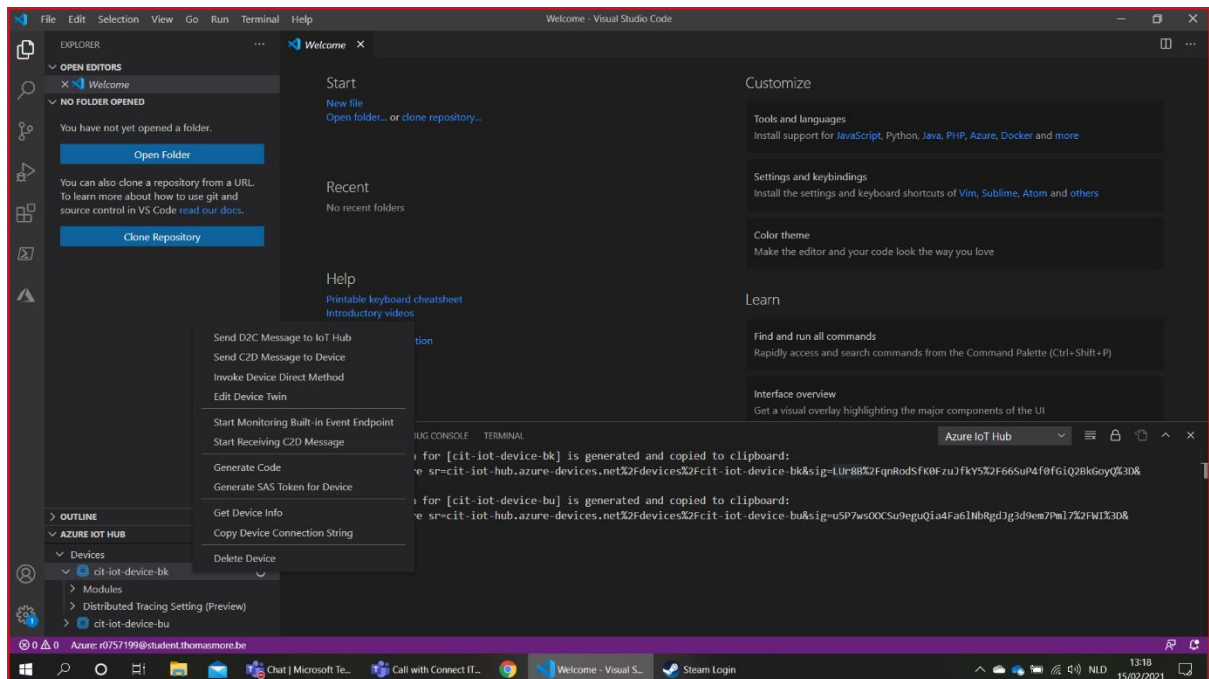 File Edit Selection View Go Run Terminal Help
Welcome - Visual Studio Code
EXPLORER
Welcome
OPEN EDITORS
Welcome
NO FOLDER OPENED
You have not yet opened a folder.
Open Folder
You can also clone a repository from a URL.
To learn more about how to use git and
source control in VS Code read our docs.
Clone Repository
Start
New file
Open folder... or clone repository...
Recent
No recent folders
Help
Printable keyboard cheatsheet
Introductory videos
tion
Customize
Tools and languages
Install support for JavaScript, Python, Java, PHP, Azure, Docker and more
Settings and keybindings
Install the settings and keyboard shortcuts of Vim, Sublime, Atom and others
Color theme
Make the editor and your code look the way you love
Learn
Find and run all commands
Rapidly access and search commands from the Command Palette (Ctrl+Shift+P)
Interface overview
Get a visual overlay highlighting the major components of the UI
Send D2C Message to IoT Hub
Send C2D Message to Device
Invoke Device Direct Method
Edit Device Twin
Start Monitoring Built-in Event Endpoint
Start Receiving C2D Message
Generate Code
Generate SAS Token for Device
Get Device Info
Copy Device Connection String
Delete Device
UG CONSOLE TERMINAL
Azure IoT Hub
for [cit-iot-device-bk] is generated and copied to clipboard:
re sr=cit-iot-hub.azure-devices.net%2Fdevices%2Fcit-iot-device-bk&sig=LUr8B%2FqnRodSfK0FzuJfkY5%2F66SuP4f0fGiQ2BkGoyQ%3D&
for [cit-iot-device-bu] is generated and copied to clipboard:
re sr=cit-iot-hub.azure-devices.net%2Fdevices%2Fcit-iot-device-bu&sig=u5P7wsOOCSu9eguQia4Fa6lNbRgdJg3d9em7Pml7%2FWI%3D&
OUTLINE
AZURE IOT HUB
Devices
cit-iot-device-bk
Modules
Distributed Tracing Setting (Preview)
cit-iot-device-bu
1
0 0 Azure: r0757199@student.thomasmore.be
Chat | Microsoft Te...
Call with Connect IT...
Welcome - Visual S...
Steam Login
NLD
13:18
15/02/2021